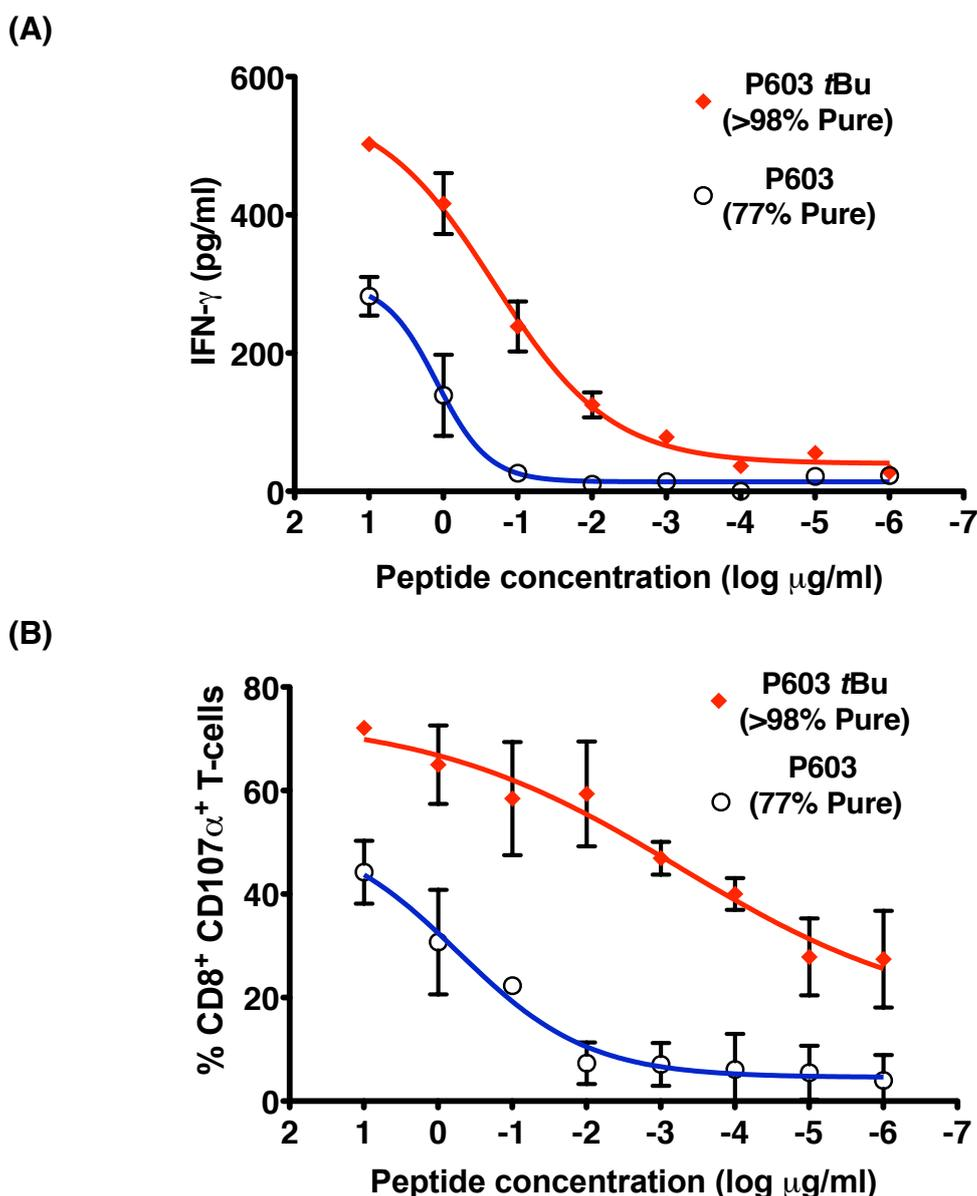 (A)
600
400
200
0
IFN-γ (pg/ml)
P603 tBu
(>98% Pure)
P603
(77% Pure)
2 1 0 -1 -2 -3 -4 -5 -6 -7
Peptide concentration (log μg/ml)
(B)
80
60
40
20
0
% CD8⁺ CD107α⁺ T-cells
P603 tBu
(>98% Pure)
P603
(77% Pure)
2 1 0 -1 -2 -3 -4 -5 -6 -7
Peptide concentration (log μg/ml)